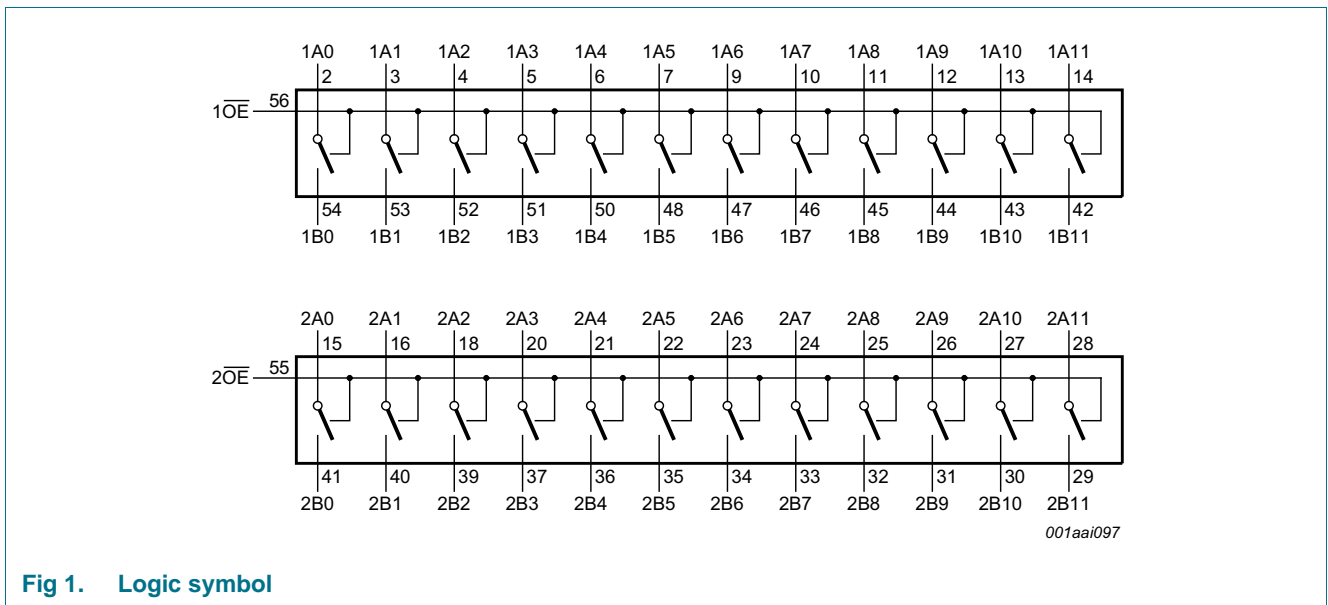 1A0 1A1 1A2 1A3 1A4 1A5 1A6 1A7 1A8 1A9 1A10 1A11
2 3 4 5 6 7 9 10 11 12 13 14
1O̅E̅ 56
54 53 52 51 50 48 47 46 45 44 43 42
1B0 1B1 1B2 1B3 1B4 1B5 1B6 1B7 1B8 1B9 1B10 1B11
2A0 2A1 2A2 2A3 2A4 2A5 2A6 2A7 2A8 2A9 2A10 2A11
15 16 18 20 21 22 23 24 25 26 27 28
2O̅E̅ 55
41 40 39 37 36 35 34 33 32 31 30 29
2B0 2B1 2B2 2B3 2B4 2B5 2B6 2B7 2B8 2B9 2B10 2B11
001aai097
Fig 1. Logic symbol